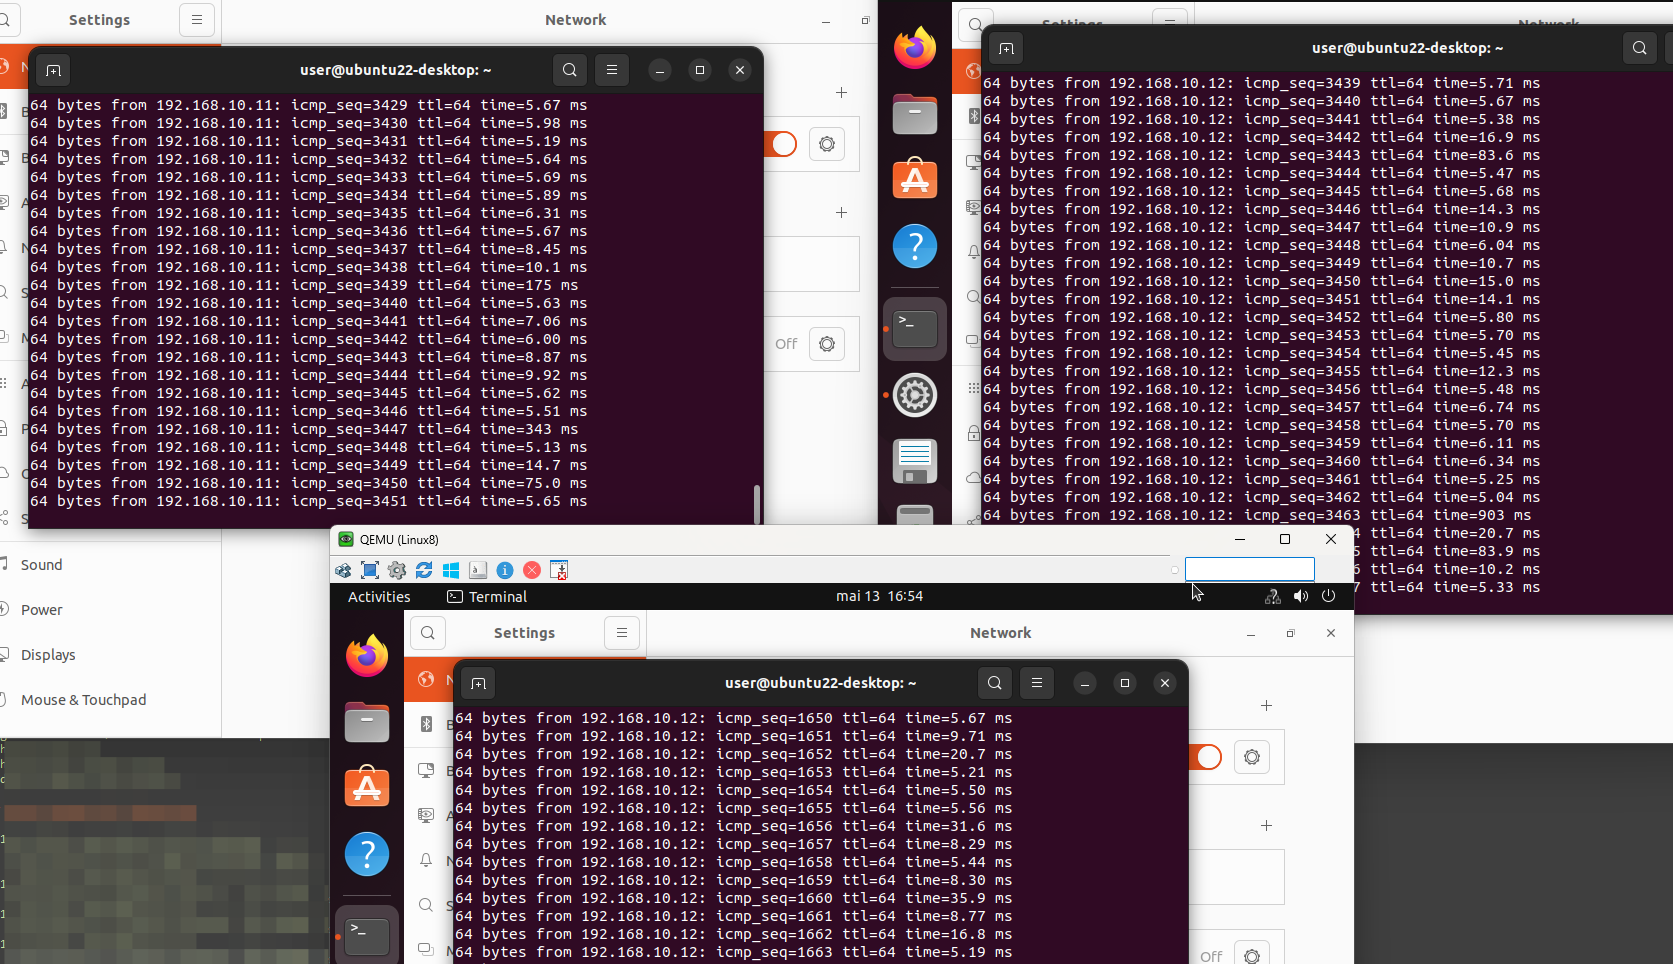 Settings
Network
user@ubuntu22-desktop: ~
64 bytes from 192.168.10.11: icmp_seq=3429 ttl=64 time=5.67 ms
64 bytes from 192.168.10.11: icmp_seq=3430 ttl=64 time=5.98 ms
64 bytes from 192.168.10.11: icmp_seq=3431 ttl=64 time=5.19 ms
64 bytes from 192.168.10.11: icmp_seq=3432 ttl=64 time=5.64 ms
64 bytes from 192.168.10.11: icmp_seq=3433 ttl=64 time=5.69 ms
64 bytes from 192.168.10.11: icmp_seq=3434 ttl=64 time=5.89 ms
64 bytes from 192.168.10.11: icmp_seq=3435 ttl=64 time=6.31 ms
64 bytes from 192.168.10.11: icmp_seq=3436 ttl=64 time=5.67 ms
64 bytes from 192.168.10.11: icmp_seq=3437 ttl=64 time=8.45 ms
64 bytes from 192.168.10.11: icmp_seq=3438 ttl=64 time=10.1 ms
64 bytes from 192.168.10.11: icmp_seq=3439 ttl=64 time=175 ms
64 bytes from 192.168.10.11: icmp_seq=3440 ttl=64 time=5.63 ms
64 bytes from 192.168.10.11: icmp_seq=3441 ttl=64 time=7.06 ms
64 bytes from 192.168.10.11: icmp_seq=3442 ttl=64 time=6.00 ms
64 bytes from 192.168.10.11: icmp_seq=3443 ttl=64 time=8.87 ms
64 bytes from 192.168.10.11: icmp_seq=3444 ttl=64 time=9.92 ms
64 bytes from 192.168.10.11: icmp_seq=3445 ttl=64 time=5.62 ms
64 bytes from 192.168.10.11: icmp_seq=3446 ttl=64 time=5.51 ms
64 bytes from 192.168.10.11: icmp_seq=3447 ttl=64 time=343 ms
64 bytes from 192.168.10.11: icmp_seq=3448 ttl=64 time=5.13 ms
64 bytes from 192.168.10.11: icmp_seq=3449 ttl=64 time=14.7 ms
64 bytes from 192.168.10.11: icmp_seq=3450 ttl=64 time=75.0 ms
64 bytes from 192.168.10.11: icmp_seq=3451 ttl=64 time=5.65 ms
Off
Sound
Power
Displays
Mouse & Touchpad
Settings
Network
user@ubuntu22-desktop: ~
64 bytes from 192.168.10.12: icmp_seq=3439 ttl=64 time=5.71 ms
64 bytes from 192.168.10.12: icmp_seq=3440 ttl=64 time=5.67 ms
64 bytes from 192.168.10.12: icmp_seq=3441 ttl=64 time=5.38 ms
64 bytes from 192.168.10.12: icmp_seq=3442 ttl=64 time=16.9 ms
64 bytes from 192.168.10.12: icmp_seq=3443 ttl=64 time=83.6 ms
64 bytes from 192.168.10.12: icmp_seq=3444 ttl=64 time=5.47 ms
64 bytes from 192.168.10.12: icmp_seq=3445 ttl=64 time=5.68 ms
64 bytes from 192.168.10.12: icmp_seq=3446 ttl=64 time=14.3 ms
64 bytes from 192.168.10.12: icmp_seq=3447 ttl=64 time=10.9 ms
64 bytes from 192.168.10.12: icmp_seq=3448 ttl=64 time=6.04 ms
64 bytes from 192.168.10.12: icmp_seq=3449 ttl=64 time=10.7 ms
64 bytes from 192.168.10.12: icmp_seq=3450 ttl=64 time=15.0 ms
64 bytes from 192.168.10.12: icmp_seq=3451 ttl=64 time=14.1 ms
64 bytes from 192.168.10.12: icmp_seq=3452 ttl=64 time=5.80 ms
64 bytes from 192.168.10.12: icmp_seq=3453 ttl=64 time=5.70 ms
64 bytes from 192.168.10.12: icmp_seq=3454 ttl=64 time=5.45 ms
64 bytes from 192.168.10.12: icmp_seq=3455 ttl=64 time=12.3 ms
64 bytes from 192.168.10.12: icmp_seq=3456 ttl=64 time=5.48 ms
64 bytes from 192.168.10.12: icmp_seq=3457 ttl=64 time=6.74 ms
64 bytes from 192.168.10.12: icmp_seq=3458 ttl=64 time=5.70 ms
64 bytes from 192.168.10.12: icmp_seq=3459 ttl=64 time=6.11 ms
64 bytes from 192.168.10.12: icmp_seq=3460 ttl=64 time=6.34 ms
64 bytes from 192.168.10.12: icmp_seq=3461 ttl=64 time=5.25 ms
64 bytes from 192.168.10.12: icmp_seq=3462 ttl=64 time=5.04 ms
64 bytes from 192.168.10.12: icmp_seq=3463 ttl=64 time=903 ms
4 ttl=64 time=20.7 ms
5 ttl=64 time=83.9 ms
6 ttl=64 time=10.2 ms
7 ttl=64 time=5.33 ms
QEMU (Linux8)
Activities
Terminal
mai 13 16:54
Settings
Network
user@ubuntu22-desktop: ~
64 bytes from 192.168.10.12: icmp_seq=1650 ttl=64 time=5.67 ms
64 bytes from 192.168.10.12: icmp_seq=1651 ttl=64 time=9.71 ms
64 bytes from 192.168.10.12: icmp_seq=1652 ttl=64 time=20.7 ms
64 bytes from 192.168.10.12: icmp_seq=1653 ttl=64 time=5.21 ms
64 bytes from 192.168.10.12: icmp_seq=1654 ttl=64 time=5.50 ms
64 bytes from 192.168.10.12: icmp_seq=1655 ttl=64 time=5.56 ms
64 bytes from 192.168.10.12: icmp_seq=1656 ttl=64 time=31.6 ms
64 bytes from 192.168.10.12: icmp_seq=1657 ttl=64 time=8.29 ms
64 bytes from 192.168.10.12: icmp_seq=1658 ttl=64 time=5.44 ms
64 bytes from 192.168.10.12: icmp_seq=1659 ttl=64 time=8.30 ms
64 bytes from 192.168.10.12: icmp_seq=1660 ttl=64 time=35.9 ms
64 bytes from 192.168.10.12: icmp_seq=1661 ttl=64 time=8.77 ms
64 bytes from 192.168.10.12: icmp_seq=1662 ttl=64 time=16.8 ms
64 bytes from 192.168.10.12: icmp_seq=1663 ttl=64 time=5.19 ms
Off